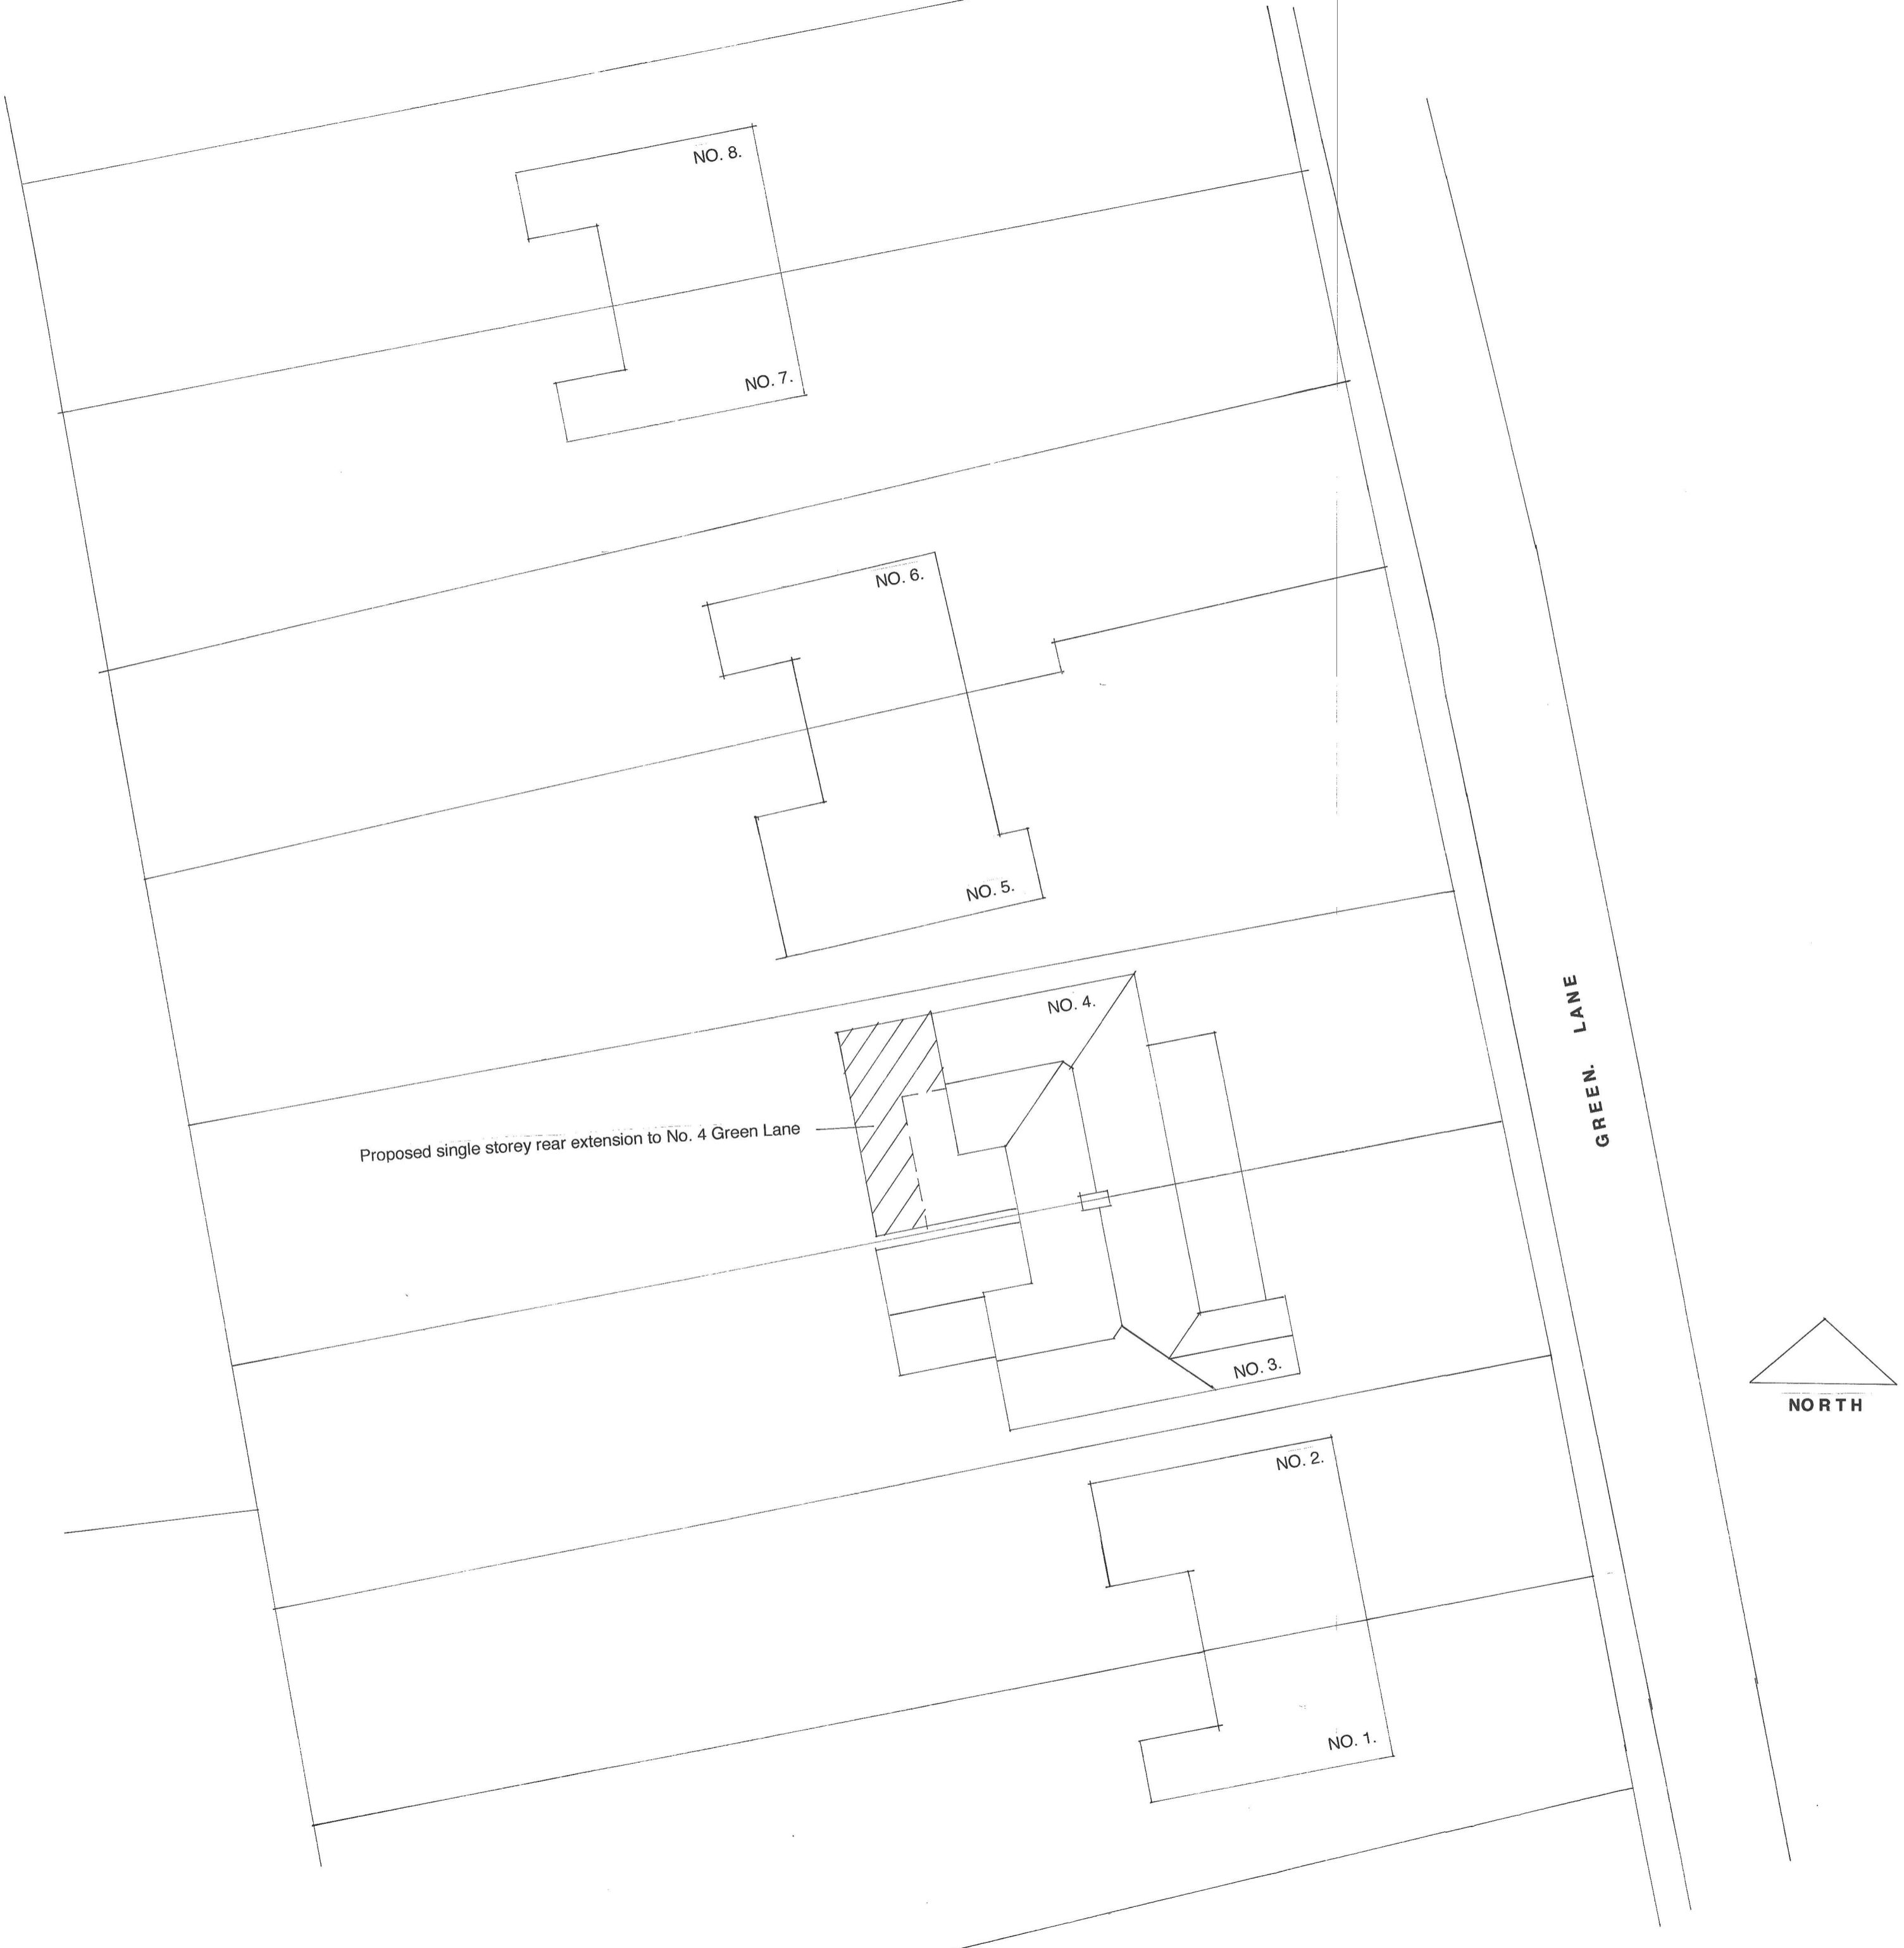 NO. 8.
NO. 7.
NO. 6.
NO. 5.
NO. 4.
Proposed single storey rear extension to No. 4 Green Lane
GREEN. LANE
NO. 3.
NORTH
NO. 2.
NO. 1.